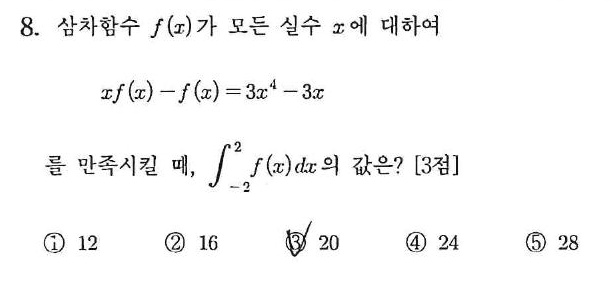 8. 삼차함수 f(x)가 모든 실수 x에 대하여
xf(x) - f(x) = 3x⁴ - 3x
를 만족시킬 때, ∫₋₂² f(x)dx의 값은? [3점]
① 12 ② 16 ③ 20 ④ 24 ⑤ 28